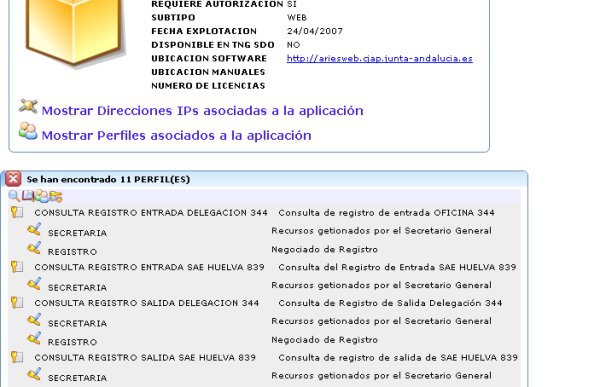 REQUIERE AUTORIZACION SI
SUBTIPO WEB
FECHA EXPLOTACION 24/04/2007
DISPONIBLE EN TNG SDO NO
UBICACION SOFTWARE http://ariesweb.cjap.junta-andalucia.es
UBICACION MANUALES
NUMERO DE LICENCIAS
Mostrar Direcciones IPs asociadas a la aplicación
Mostrar Perfiles asociados a la aplicación
Se han encontrado 11 PERFIL(ES)
CONSULTA REGISTRO ENTRADA DELEGACION 344 Consulta de registro de entrada OFICINA 344
SECRETARIA Recursos getionados por el Secretario General
REGISTRO Negociado de Registro
CONSULTA REGISTRO ENTRADA SAE HUELVA 839 Consulta del Registro de Entrada SAE HUELVA 839
SECRETARIA Recursos getionados por el Secretario General
CONSULTA REGISTRO SALIDA DELEGACION 344 Consulta de Registro de Salida Delegación 344
SECRETARIA Recursos getionados por el Secretario General
REGISTRO Negociado de Registro
CONSULTA REGISTRO SALIDA SAE HUELVA 839 Consulta de registro de salida de SAE HUELVA 839
SECRETARIA Recursos getionados por el Secretario General